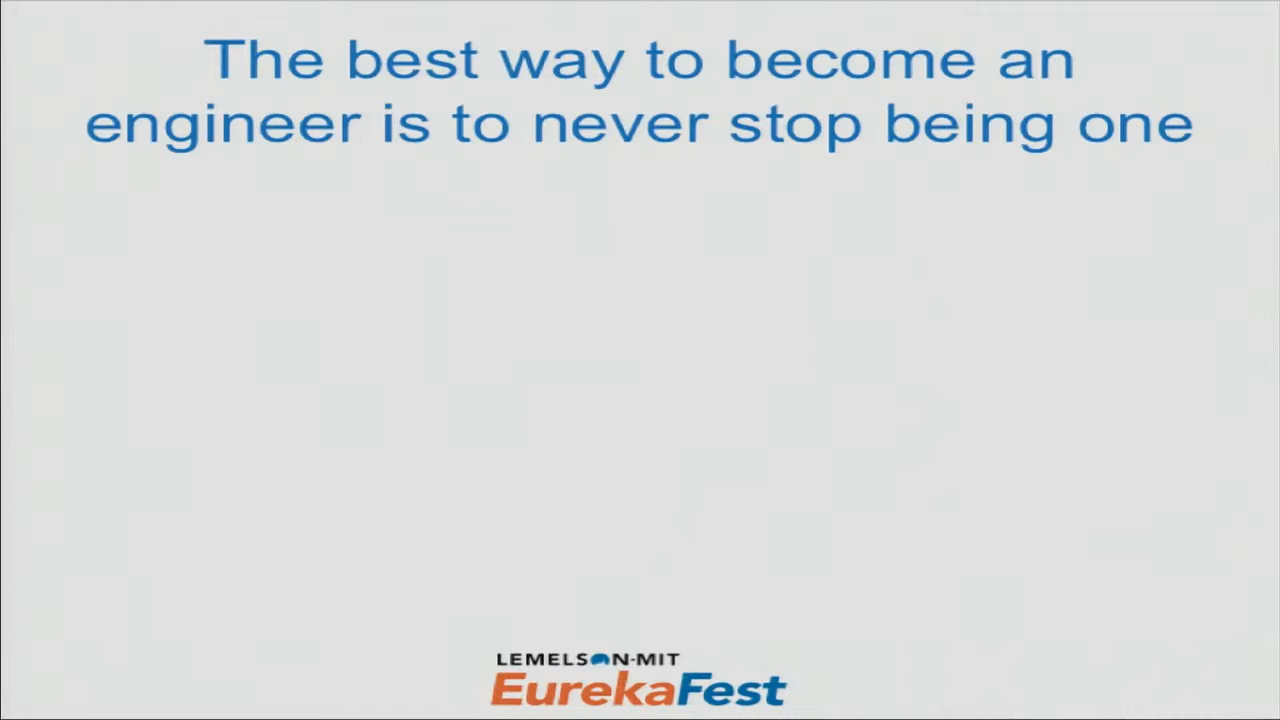 The best way to become an
engineer is to never stop being one
LEMELSON-MIT
EurekaFest